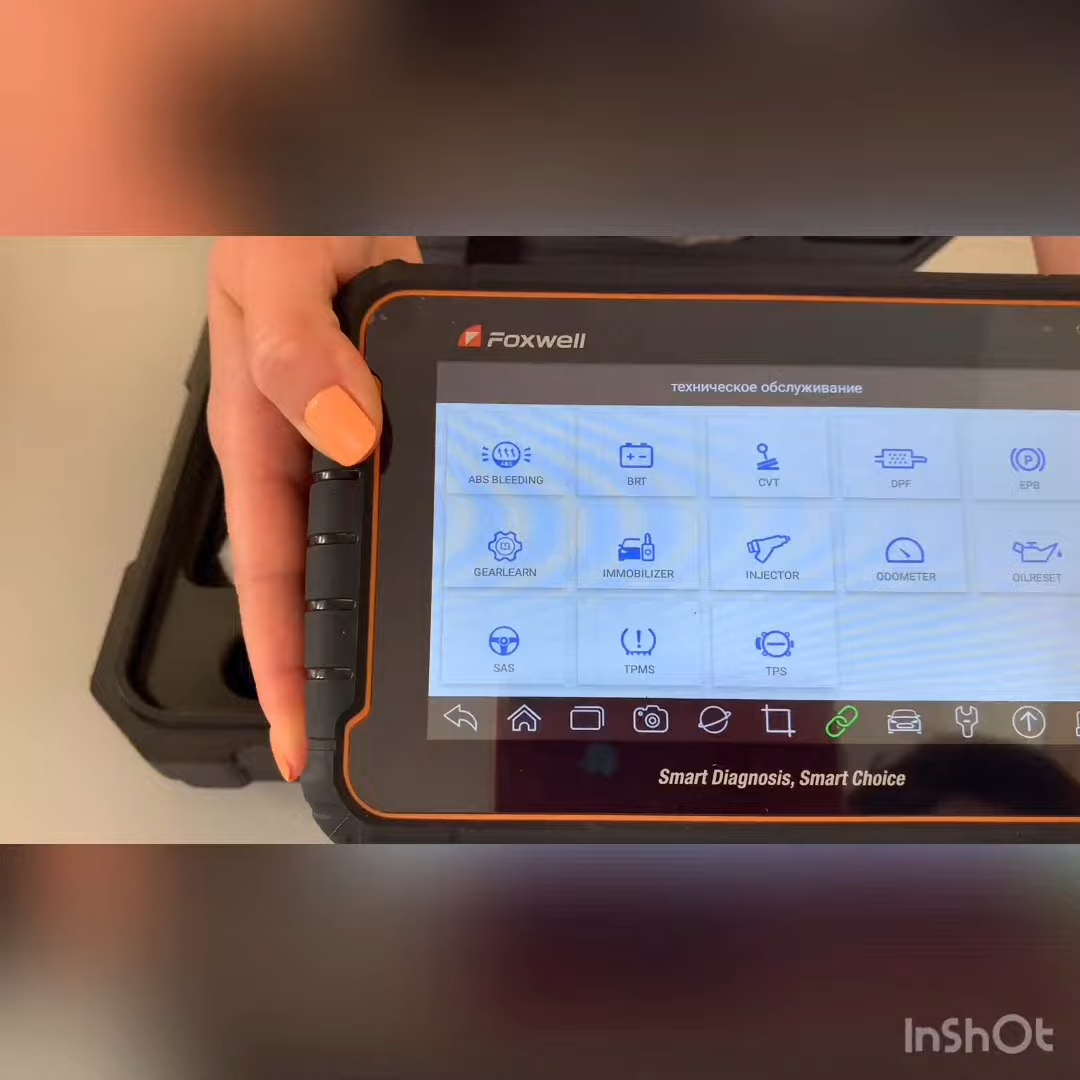 Foxwell
техническое обслуживание
ABS BLEEDING
BRT
CVT
DPF
EPB
GEARLEARN
IMMOBILIZER
INJECTOR
ODOMETER
OILRESET
SAS
TPMS
TPS
Smart Diagnosis, Smart Choice
InShOt